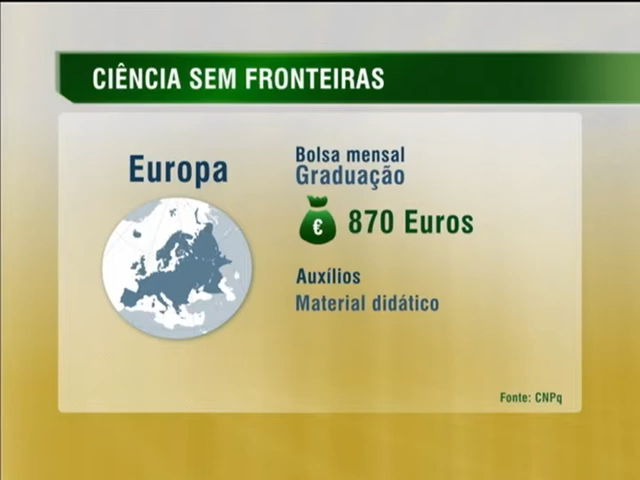 CIÊNCIA SEM FRONTEIRAS
Europa
Bolsa mensal
Graduação
€
870 Euros
Auxílios
Material didático
Fonte: CNPq